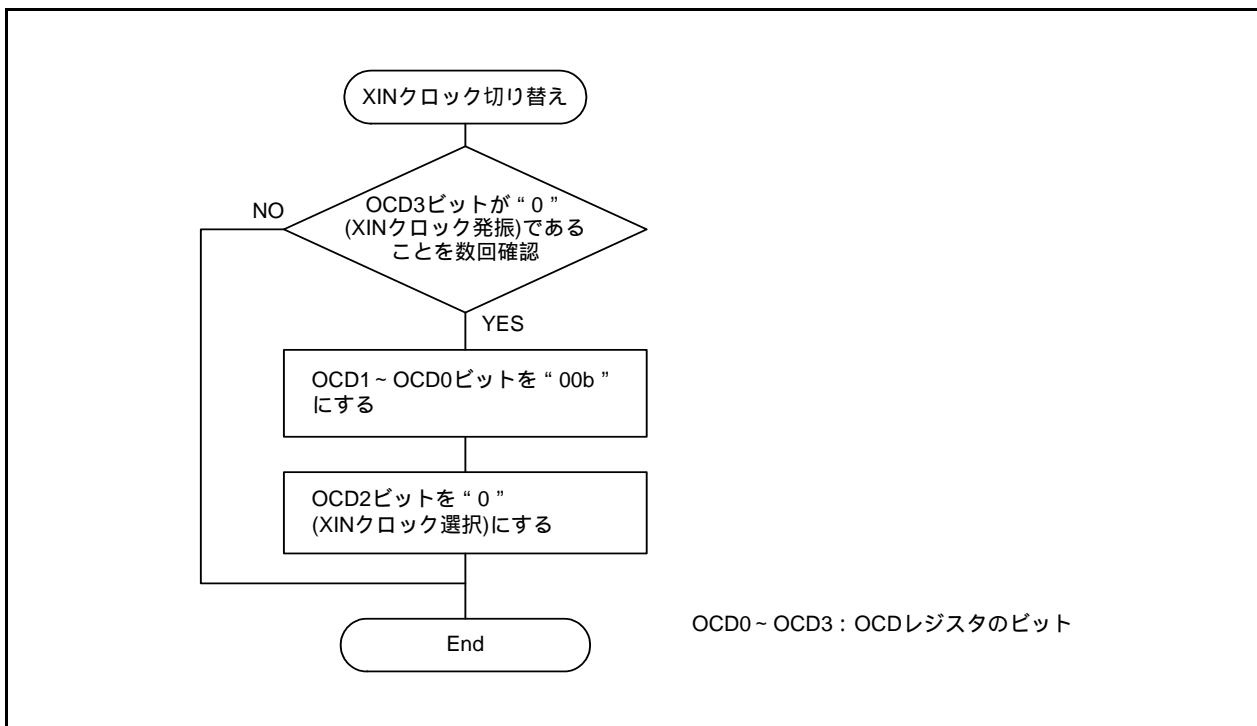 XINクロック切り替え
OCD3ビットが“ 0 ”
(XINクロック発振)である
ことを数回確認
NO
YES
OCD1~OCD0ビットを“ 00b ”
にする
OCD2ビットを“ 0 ”
(XINクロック選択)にする
End
OCD0~OCD3:OCDレジスタのビット